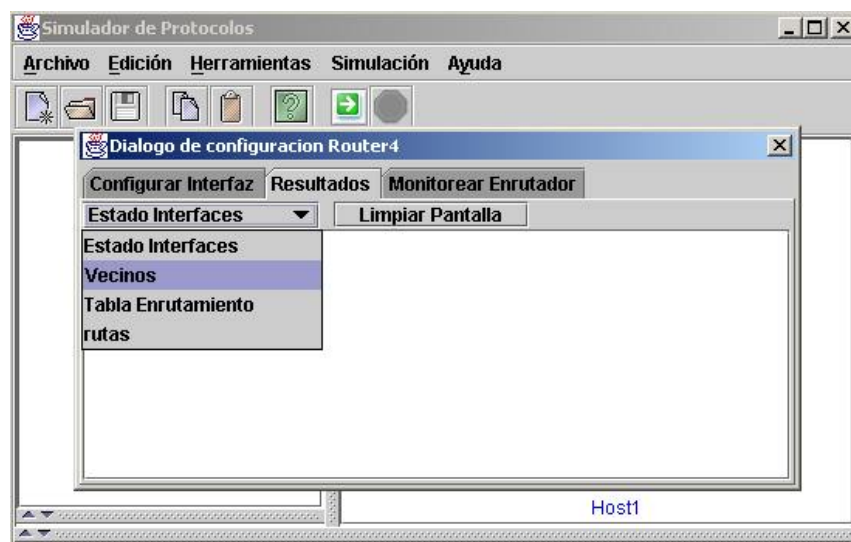 Simulador de Protocolos
Archivo Edición Herramientas Simulación Ayuda
Dialogo de configuracion Router4
Configurar Interfaz Resultados Monitorear Enrutador
Estado Interfaces Limpiar Pantalla
Estado Interfaces
Vecinos
Tabla Enrutamiento
rutas
Host1